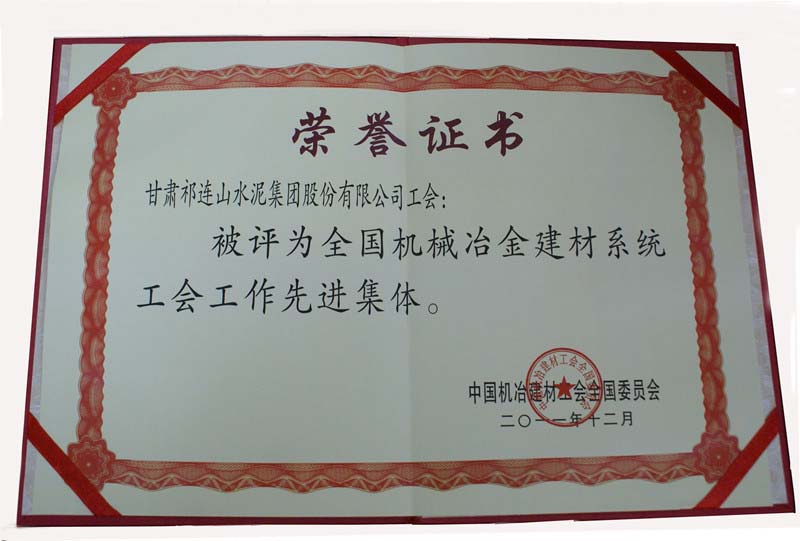 荣誉证书
甘肃祁连山水泥集团股份有限公司工会：
被评为全国机械冶金建材系统
工会工作先进集体。
中国机冶建材工会全国委员会
二〇一一年十二月